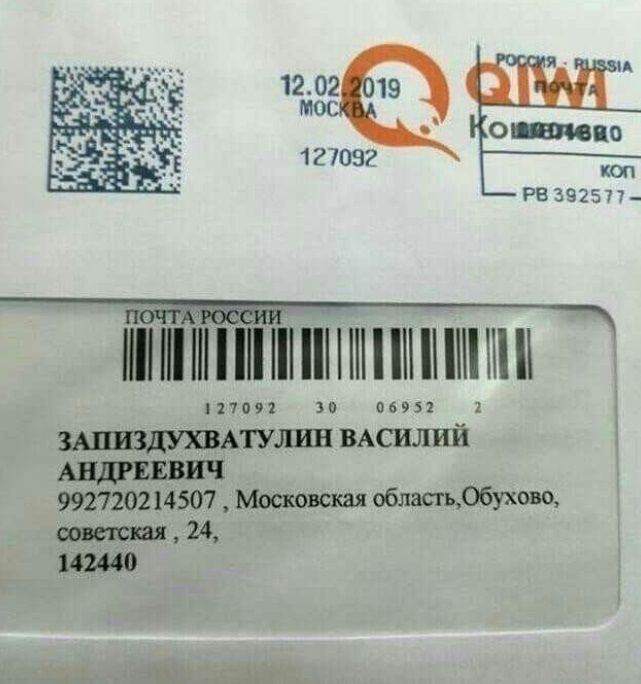 12.02.2019
МОСКВА
127092
QIWI
РОССИЯ - RUSSIA
ПОЧТА
КОП
РВ 392577
ПОЧТА РОССИИ
127092 30 06952 2
ЗАПИЗДУХВАТУЛИН ВАСИЛИЙ
АНДРЕЕВИЧ
992720214507 , Московская область,Обухово,
советская , 24,
142440